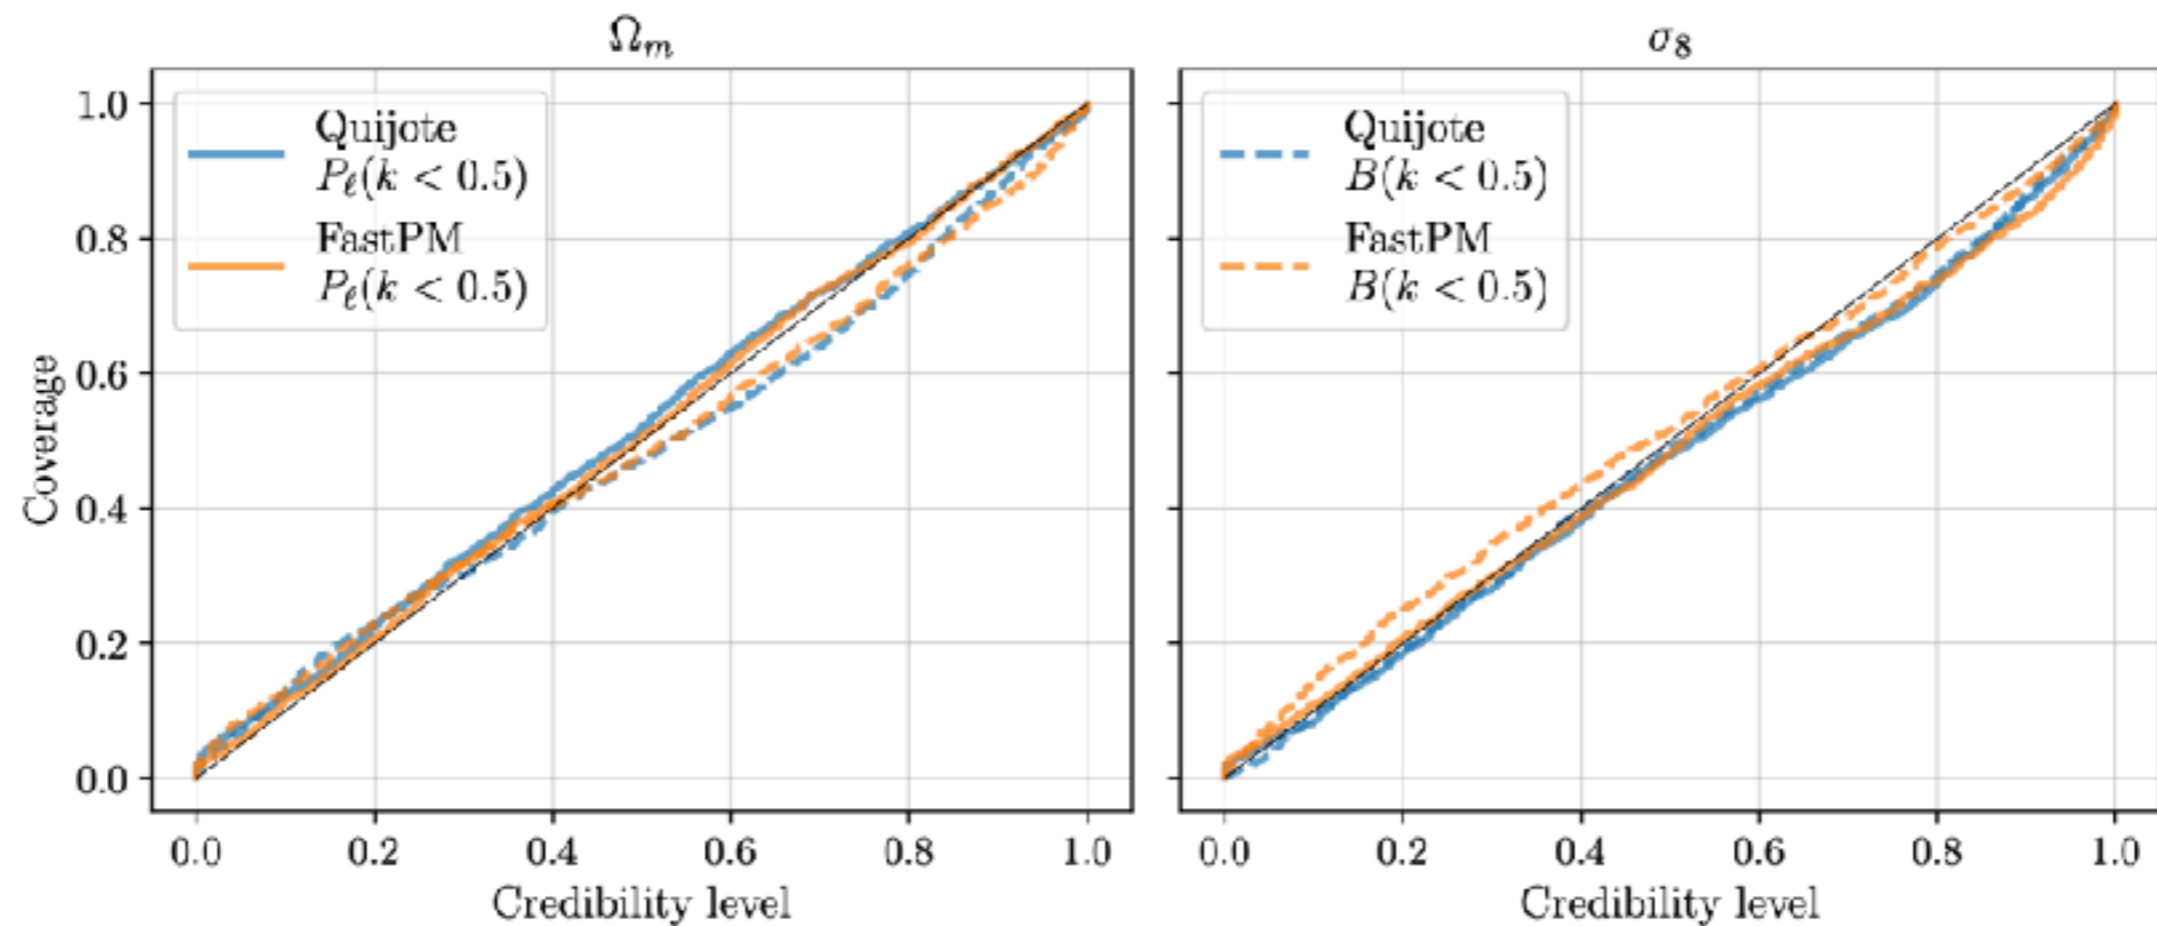 Ωₘ
Quijote
Pℓ(k < 0.5)
FastPM
Pℓ(k < 0.5)
1.0
0.8
0.6
0.4
0.2
0.0
Coverage
0.0 0.2 0.4 0.6 0.8 1.0
Credibility level
σ₈
Quijote
B(k < 0.5)
FastPM
B(k < 0.5)
0.0 0.2 0.4 0.6 0.8 1.0
Credibility level